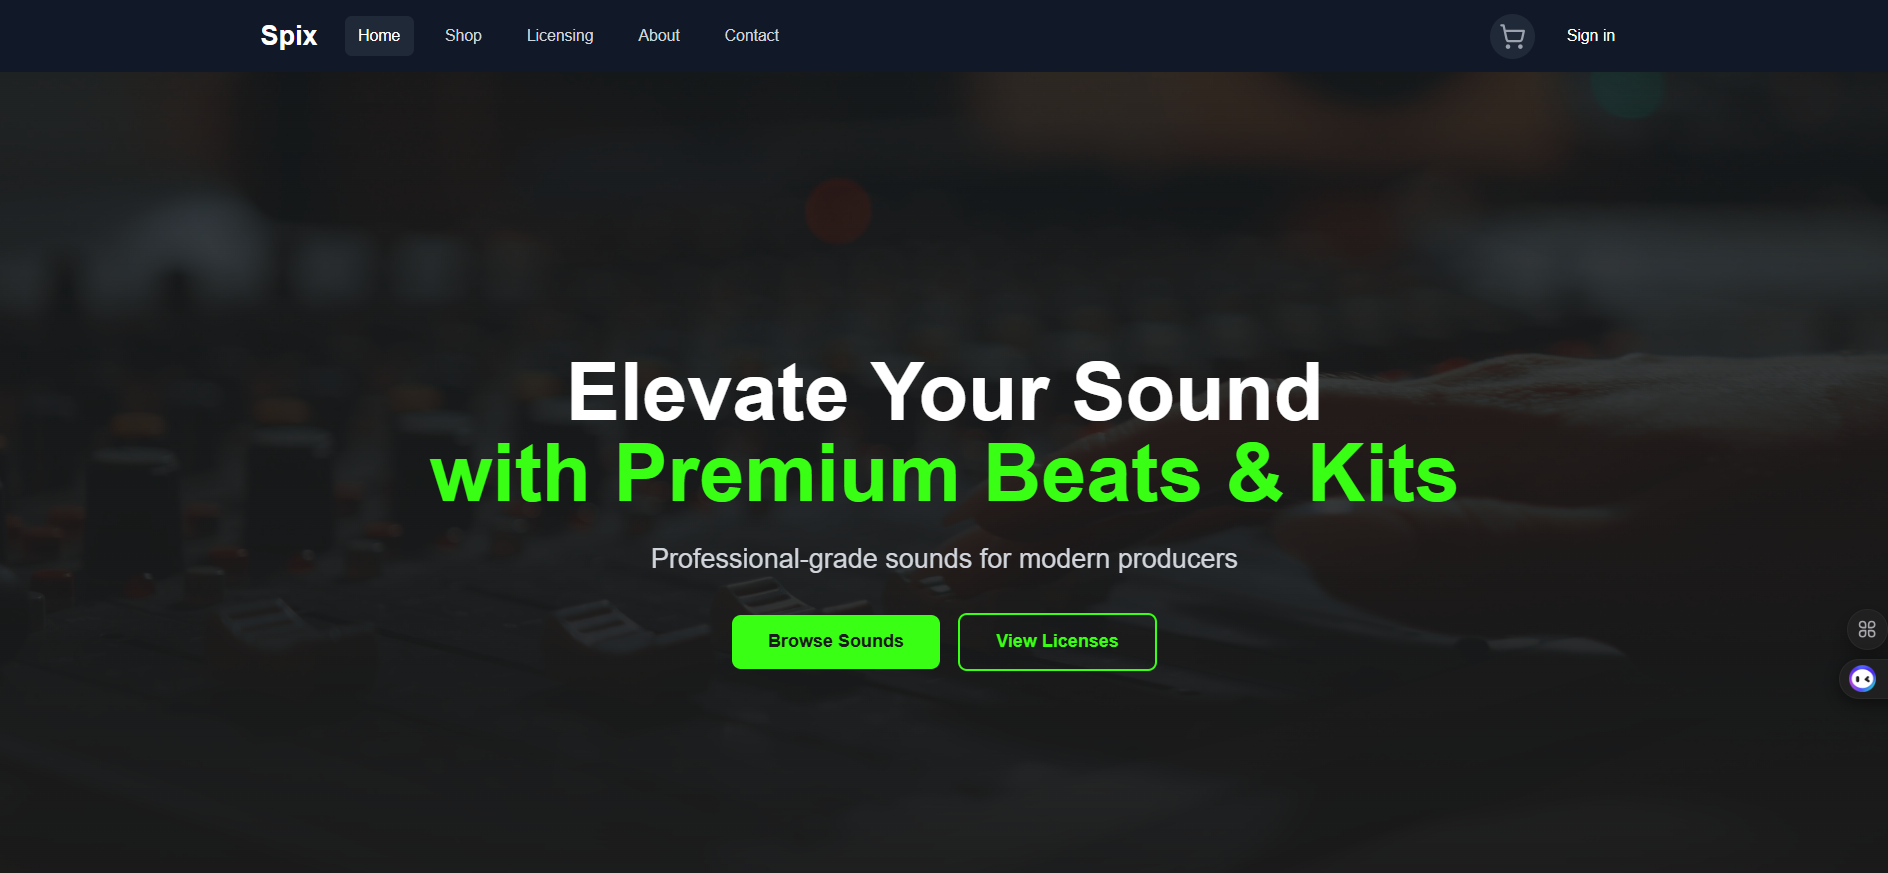 Spix
Home
Shop
Licensing
About
Contact
Sign in
Elevate Your Sound
with Premium Beats & Kits
Professional-grade sounds for modern producers
Browse Sounds
View Licenses